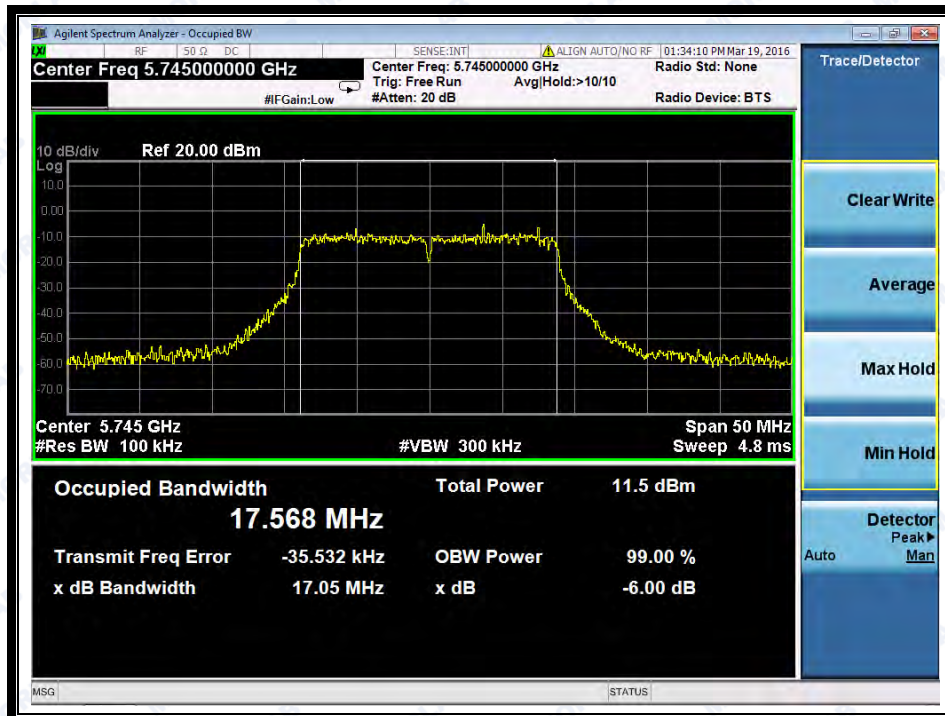 Agilent Spectrum Analyzer - Occupied BW
LXI RF 50 Ω DC SENSE:INT ALIGN AUTO/NO RF 01:34:10 PM Mar 19, 2016
Center Freq 5.745000000 GHz
Center Freq: 5.745000000 GHz
Radio Std: None
Trig: Free Run Avg|Hold:>10/10
#IFGain:Low #Atten: 20 dB Radio Device: BTS
Trace/Detector
10 dB/div Ref 20.00 dBm
Log
10.0
0.00
-10.0
-20.0
-30.0
-40.0
-50.0
-60.0
-70.0
Center 5.745 GHz Span 50 MHz
#Res BW 100 kHz #VBW 300 kHz Sweep 4.8 ms
Occupied Bandwidth Total Power 11.5 dBm
17.568 MHz
Transmit Freq Error -35.532 kHz OBW Power 99.00 %
x dB Bandwidth 17.05 MHz x dB -6.00 dB
Clear Write
Average
Max Hold
Min Hold
Detector
Peak▶
Auto Man
MSG STATUS